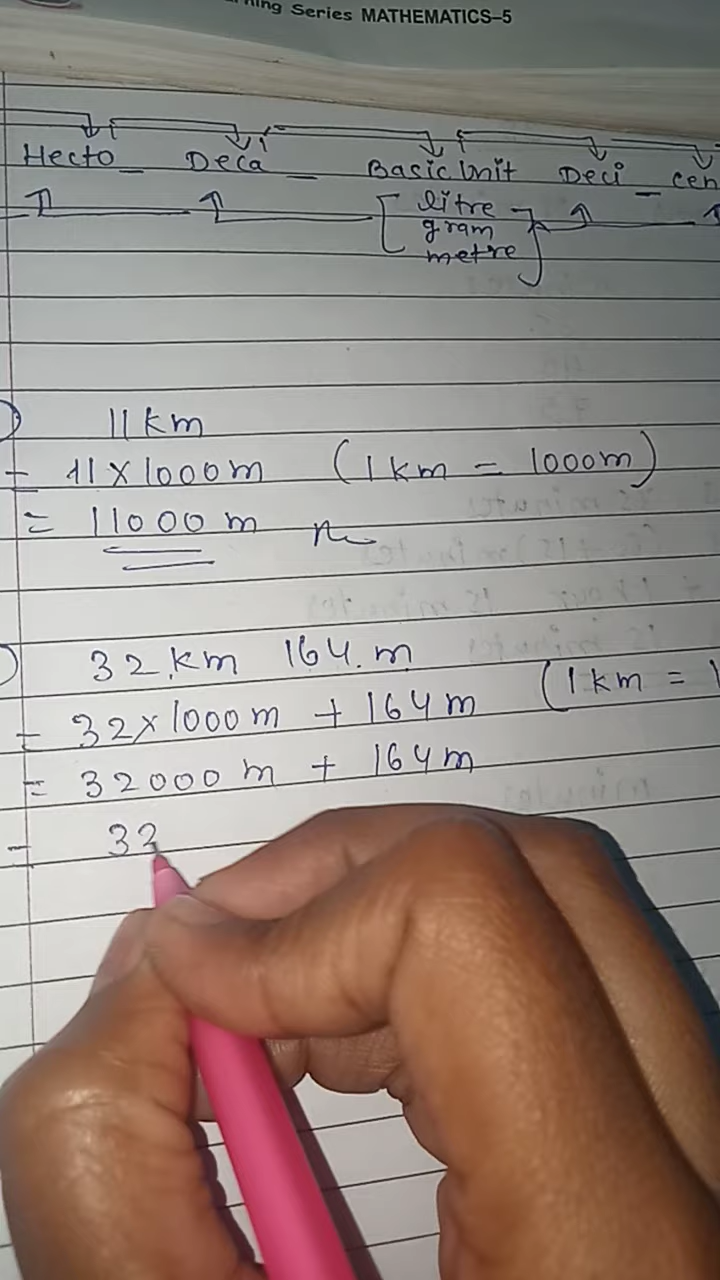 Series MATHEMATICS–5
Hecto Deca Basic Unit Deci cen
litre
gram
metre
11 km
= 11 × 1000 m (1 km = 1000 m)
= 11000 m
32 km 164 m
= 32 × 1000 m + 164 m (1 km = 1
= 32000 m + 164 m
= 32